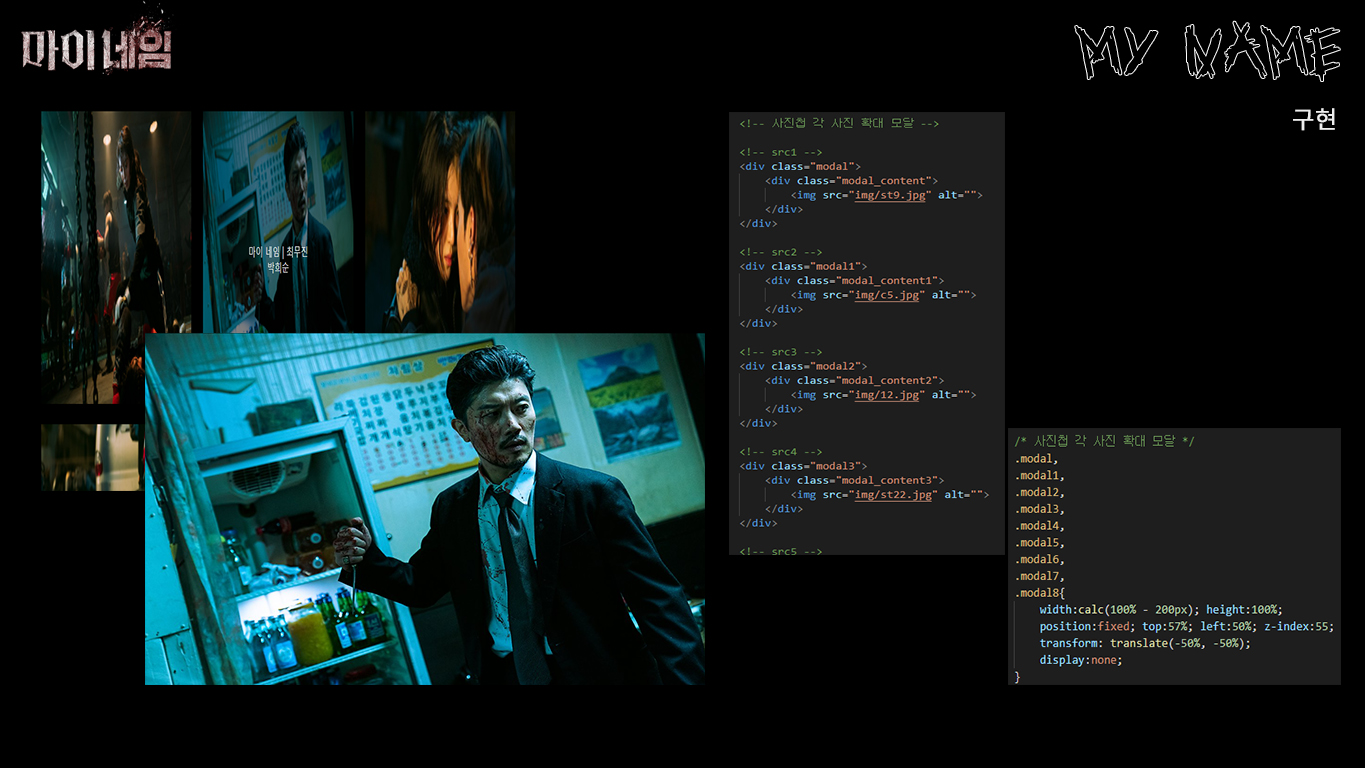 마이네임
MY NAME
구현
마이 네임 | 최무진
박희순
<!-- 사진첩 각 사진 확대 모달 -->
<!-- src1 -->
<div class="modal">
<div class="modal_content">
<img src="img/st9.jpg" alt="">
</div>
</div>
<!-- src2 -->
<div class="modal1">
<div class="modal_content1">
<img src="img/c5.jpg" alt="">
</div>
</div>
<!-- src3 -->
<div class="modal2">
<div class="modal_content2">
<img src="img/12.jpg" alt="">
</div>
</div>
<!-- src4 -->
<div class="modal3">
<div class="modal_content3">
<img src="img/st22.jpg" alt="">
</div>
</div>
<!-- src5 -->
/* 사진첩 각 사진 확대 모달 */
.modal,
.modal1,
.modal2,
.modal3,
.modal4,
.modal5,
.modal6,
.modal7,
.modal8{
width:calc(100% - 200px); height:100%;
position:fixed; top:57%; left:50%; z-index:55;
transform: translate(-50%, -50%);
display:none;
}